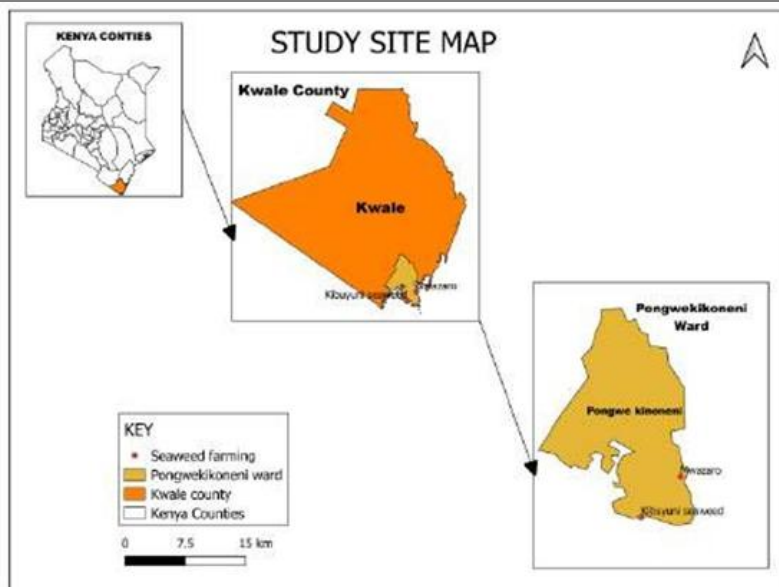 STUDY SITE MAP
KENYA CONTIES
Kwale County
Kwale
Kibuyuni seaweed
Pongwekikoneni
Ward
Pongwe kinoneni
Mwazaro
Kibuyuni seaweed
KEY
Seaweed farming
Pongwekikoneni ward
Kwale county
Kenya Counties
0 7.5 15 km